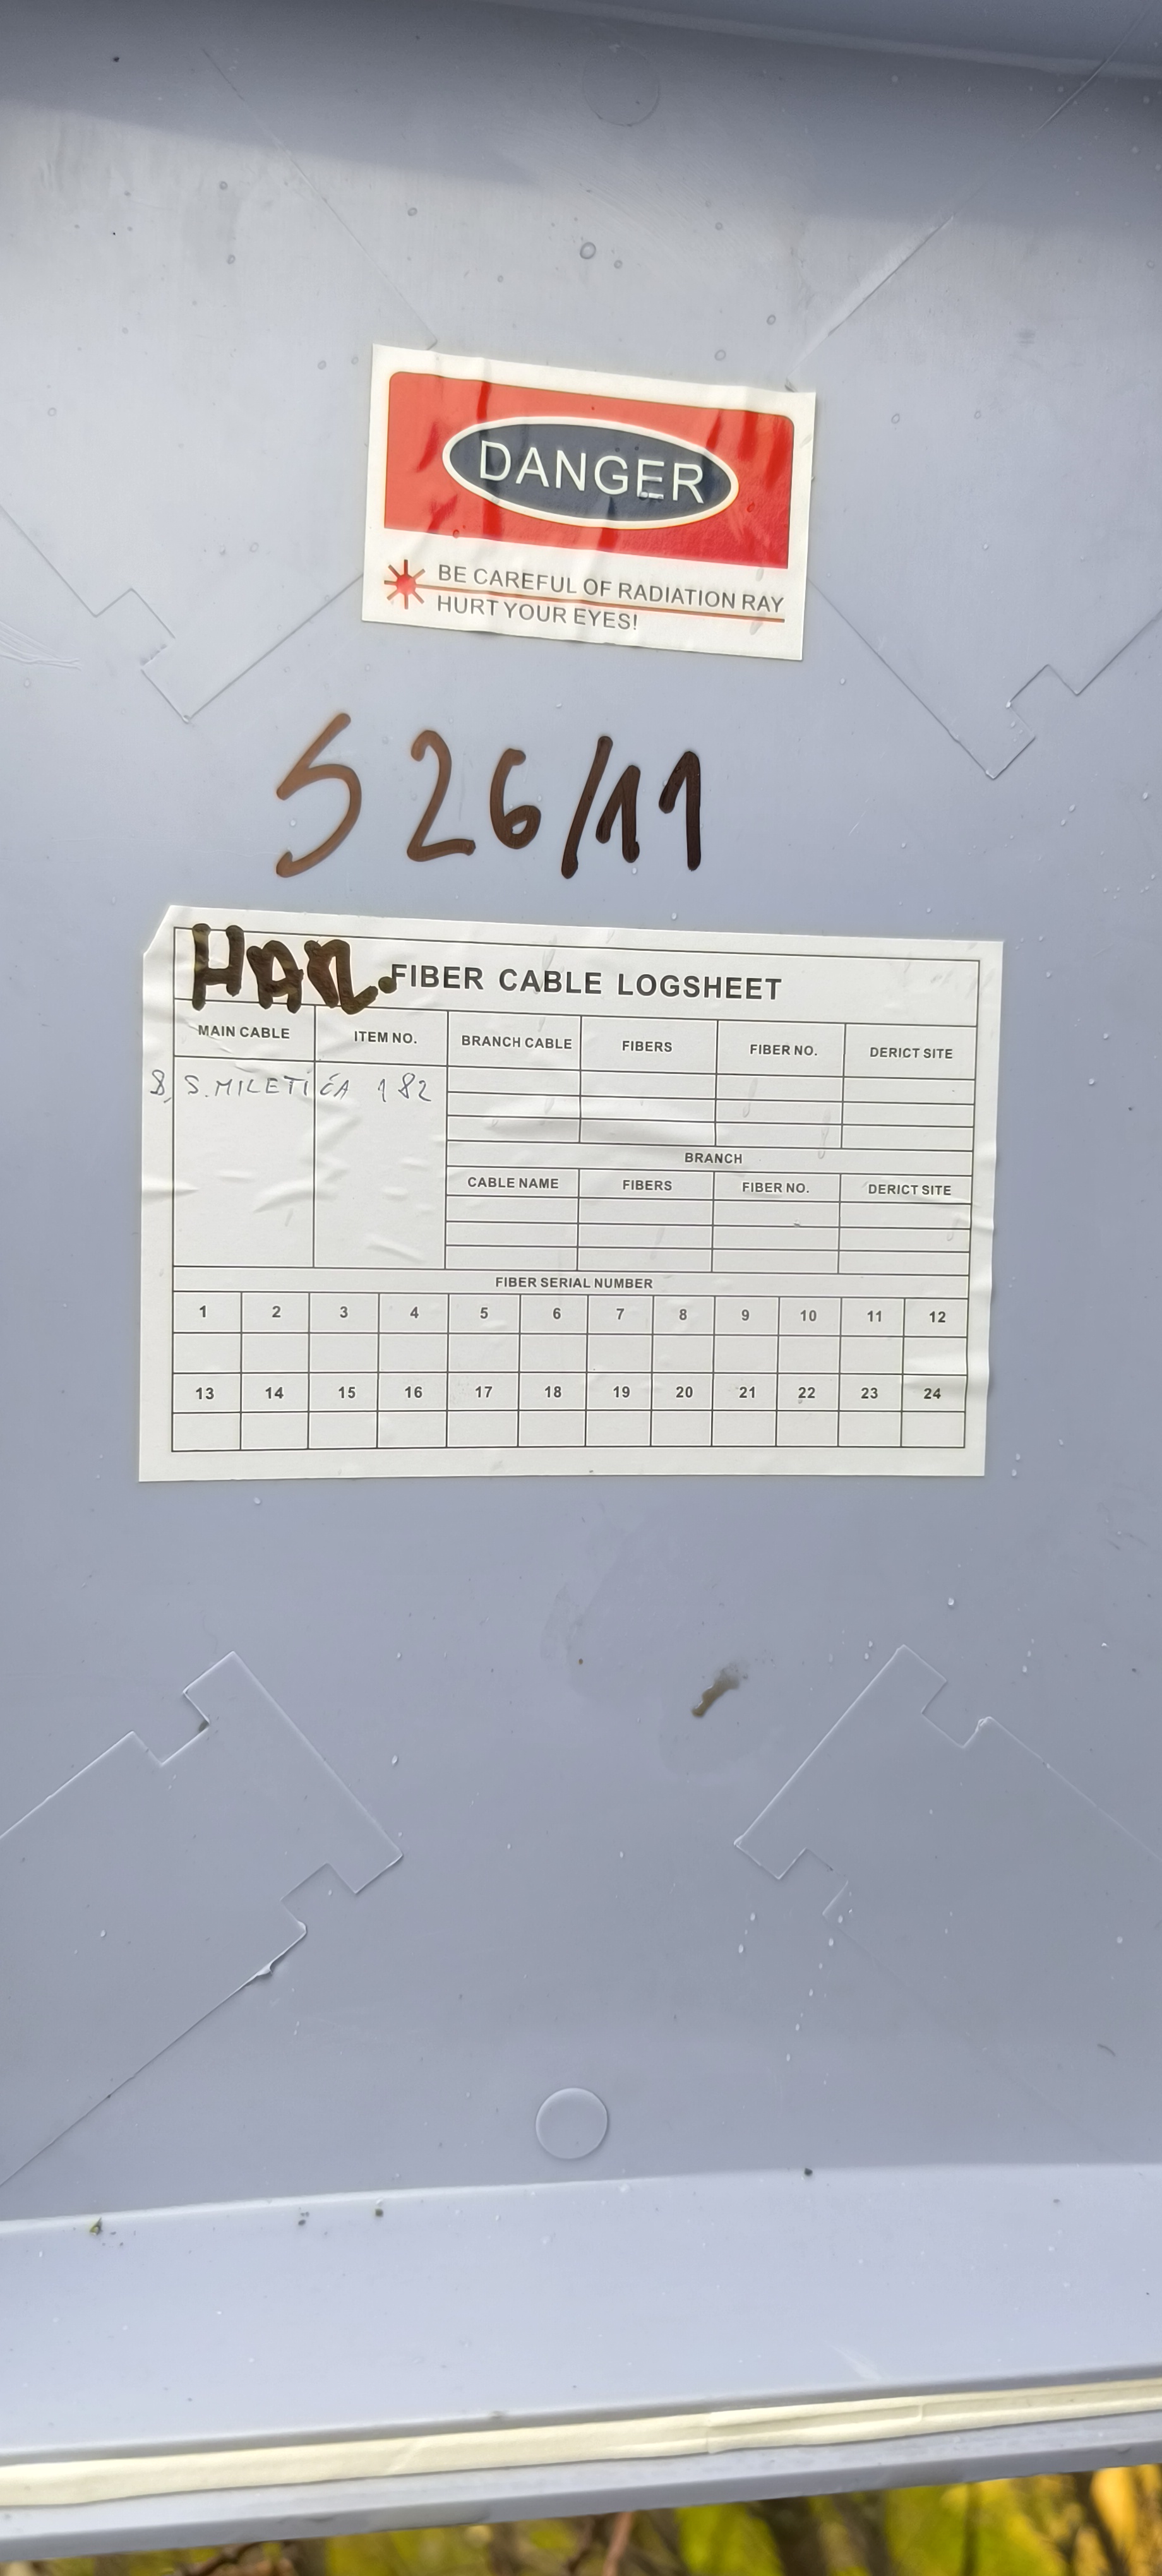 DANGER
BE CAREFUL OF RADIATION RAY
HURT YOUR EYES!
S 26/11
FIBER CABLE LOGSHEET
MAIN CABLE ITEM NO. BRANCH CABLE FIBERS FIBER NO. DERICT SITE
8, S. MILETIĆA 182
BRANCH
CABLE NAME FIBERS FIBER NO. DERICT SITE
FIBER SERIAL NUMBER
1 2 3 4 5 6 7 8 9 10 11 12
13 14 15 16 17 18 19 20 21 22 23 24